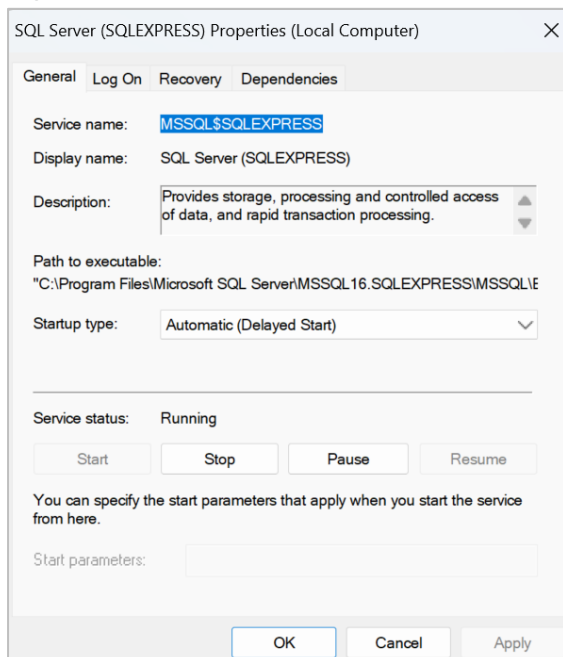 SQL Server (SQLEXPRESS) Properties (Local Computer)
General Log On Recovery Dependencies
Service name: MSSQL$SQLEXPRESS
Display name: SQL Server (SQLEXPRESS)
Description: Provides storage, processing and controlled access
of data, and rapid transaction processing.
Path to executable:
"C:\Program Files\Microsoft SQL Server\MSSQL16.SQLEXPRESS\MSSQL\E
Startup type: Automatic (Delayed Start)
Service status: Running
Start Stop Pause Resume
You can specify the start parameters that apply when you start the service
from here.
Start parameters:
OK Cancel Apply